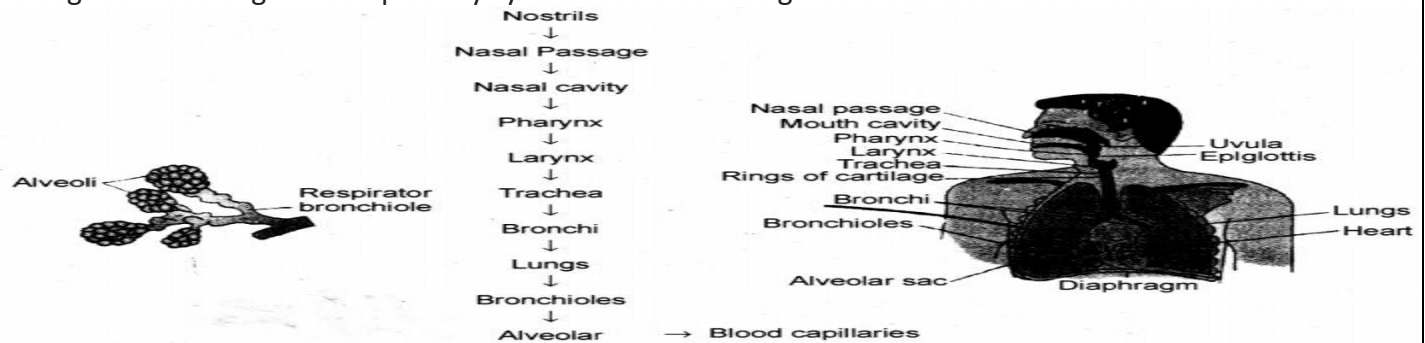 Nostrils
↓
Nasal Passage
↓
Nasal cavity
↓
Pharynx
↓
Larynx
↓
Trachea
↓
Bronchi
↓
Lungs
↓
Bronchioles
↓
Alveolar → Blood capillaries
Alveoli
Respirator
bronchiole
Nasal passage
Mouth cavity
Pharynx
Larynx
Trachea
Rings of cartilage
Bronchi
Bronchioles
Alveolar sac
Uvula
Eplglottis
Lungs
Heart
Diaphragm